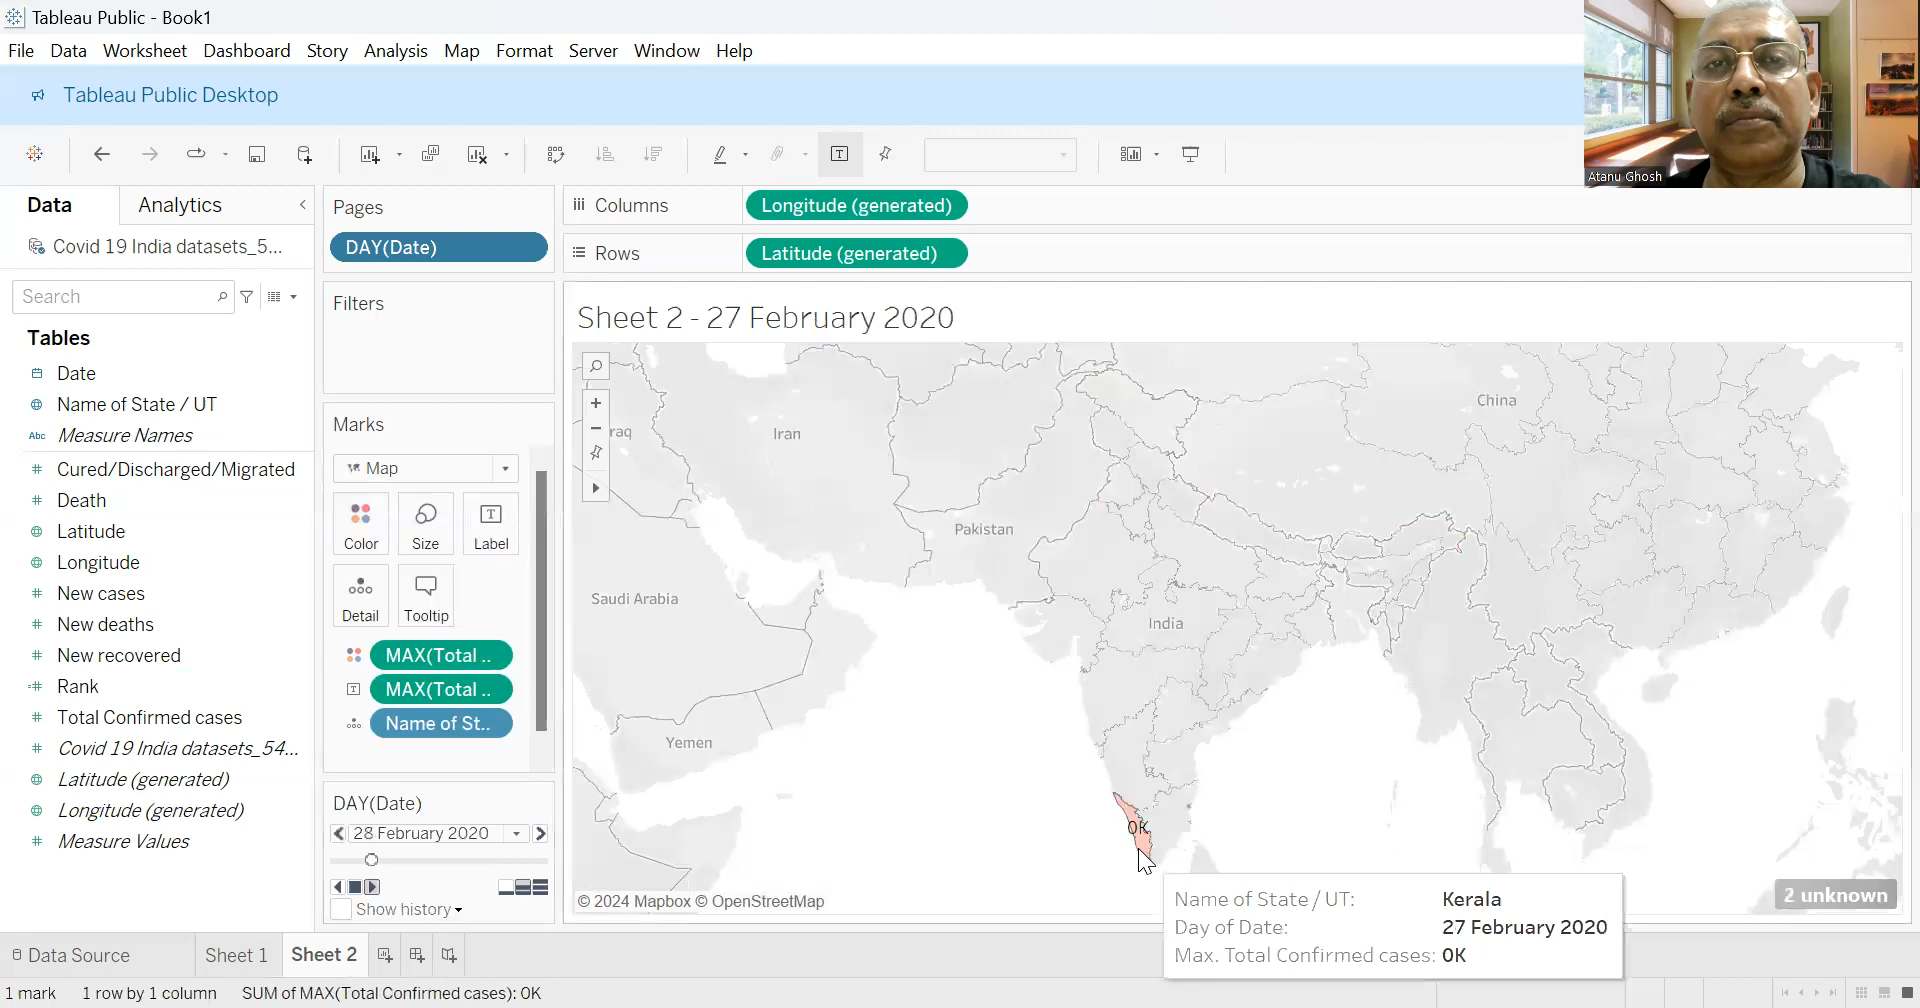 Tableau Public - Book1
File Data Worksheet Dashboard Story Analysis Map Format Server Window Help
Tableau Public Desktop
Atanu Ghosh
Data Analytics
Covid 19 India datasets_5...
Search
Tables
Date
Name of State / UT
Abc Measure Names
Cured/Discharged/Migrated
Death
Latitude
Longitude
New cases
New deaths
New recovered
Rank
Total Confirmed cases
Covid 19 India datasets_54...
Latitude (generated)
Longitude (generated)
Measure Values
Pages
DAY(Date)
Filters
Marks
Map
Color Size Label
Detail Tooltip
MAX(Total ..
MAX(Total ..
Name of St..
DAY(Date)
28 February 2020
Show history
Columns Longitude (generated)
Rows Latitude (generated)
Sheet 2 - 27 February 2020
China
Iran
raq
Pakistan
Saudi Arabia
India
Yemen
0K
© 2024 Mapbox © OpenStreetMap
2 unknown
Name of State / UT: Kerala
Day of Date: 27 February 2020
Max. Total Confirmed cases: 0K
Data Source Sheet 1 Sheet 2
1 mark 1 row by 1 column SUM of MAX(Total Confirmed cases): 0K